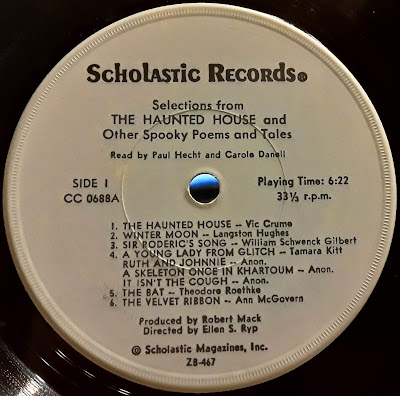 Scholastic Records®
Selections from
THE HAUNTED HOUSE and
Other Spooky Poems and Tales
Read by Paul Hecht and Carole Danell
SIDE I
CC 0688A
Playing Time: 6:22
33⅓ r.p.m.
1. THE HAUNTED HOUSE -- Vic Crume
2. WINTER MOON -- Langston Hughes
3. SIR RODERIC'S SONG -- William Schwenck Gilbert
4. A YOUNG LADY FROM GLITCH -- Tamara Kitt
RUTH AND JOHNNIE -- Anon.
A SKELETON ONCE IN KHARTOUM -- Anon.
IT ISN'T THE COUGH -- Anon.
5. THE BAT -- Theodore Roethke
6. THE VELVET RIBBON -- Ann McGovern
Produced by Robert Mack
Directed by Ellen S. Ryp
© Scholastic Magazines, Inc.
ZB-467